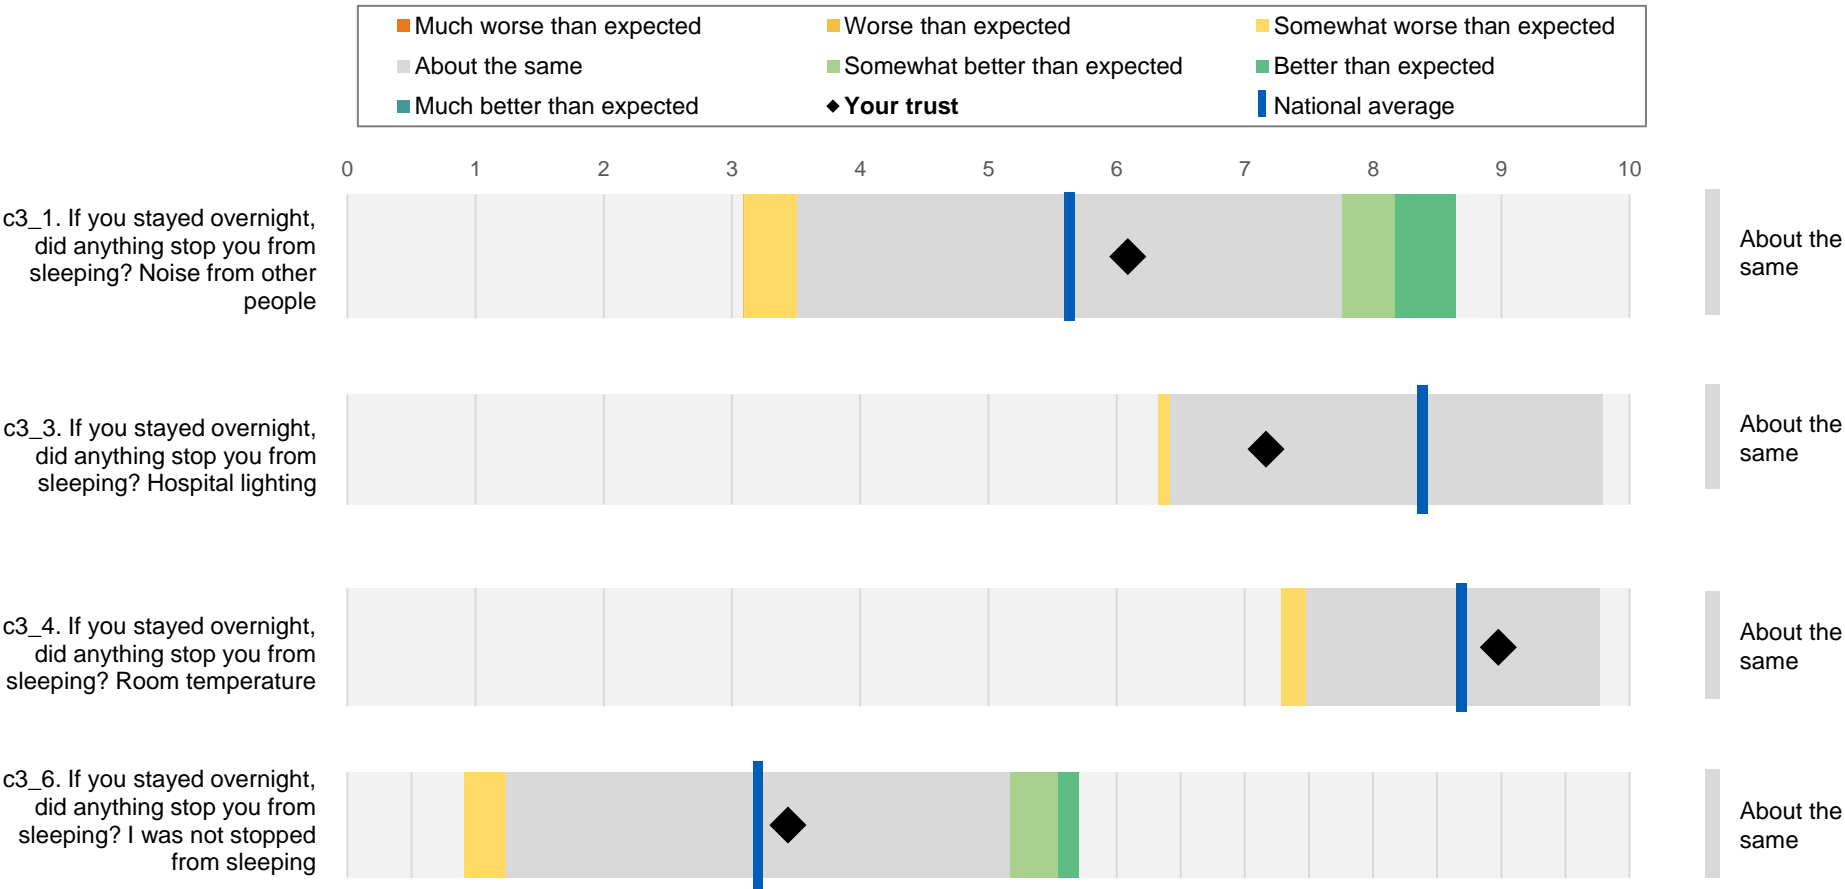 Much worse than expected
Worse than expected
Somewhat worse than expected
About the same
Somewhat better than expected
Better than expected
Much better than expected
Your trust
National average
0 1 2 3 4 5 6 7 8 9 10
c3_1. If you stayed overnight,
did anything stop you from
sleeping? Noise from other
people
About the
same
c3_3. If you stayed overnight,
did anything stop you from
sleeping? Hospital lighting
About the
same
c3_4. If you stayed overnight,
did anything stop you from
sleeping? Room temperature
About the
same
c3_6. If you stayed overnight,
did anything stop you from
sleeping? I was not stopped
from sleeping
About the
same